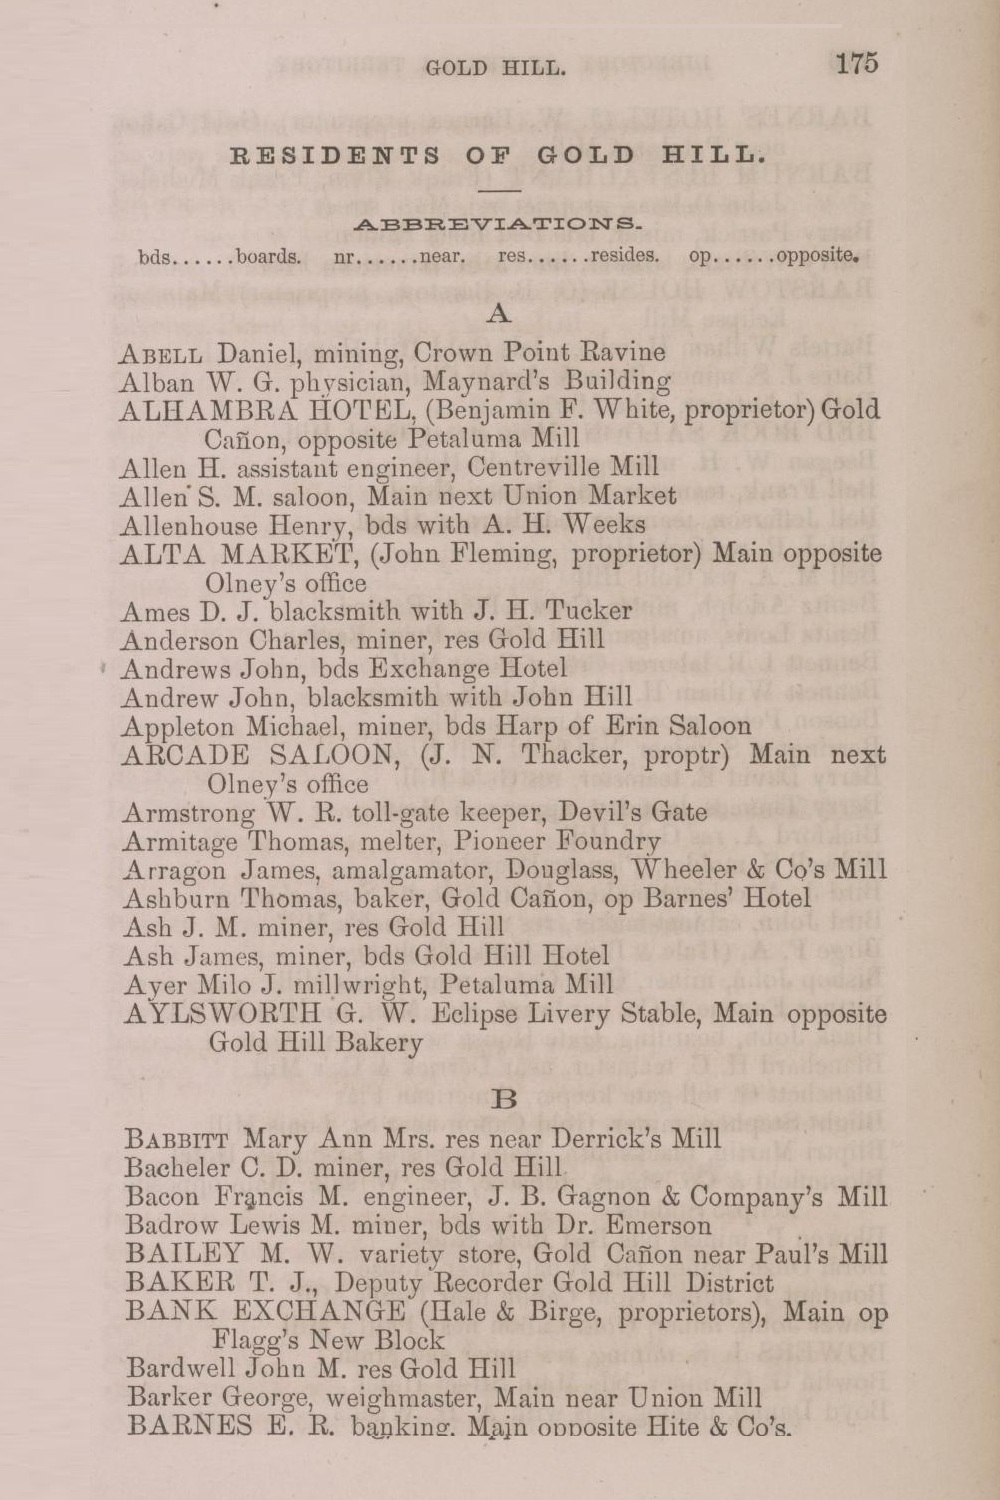 GOLD HILL. 175
RESIDENTS OF GOLD HILL.
ABBREVIATIONS.
bds......boards. nr......near. res......resides. op......opposite.
A
ABELL Daniel, mining, Crown Point Ravine
Alban W. G. physician, Maynard's Building
ALHAMBRA HOTEL, (Benjamin F. White, proprietor) Gold
Cañon, opposite Petaluma Mill
Allen H. assistant engineer, Centreville Mill
Allen S. M. saloon, Main next Union Market
Allenhouse Henry, bds with A. H. Weeks
ALTA MARKET, (John Fleming, proprietor) Main opposite
Olney's office
Ames D. J. blacksmith with J. H. Tucker
Anderson Charles, miner, res Gold Hill
Andrews John, bds Exchange Hotel
Andrew John, blacksmith with John Hill
Appleton Michael, miner, bds Harp of Erin Saloon
ARCADE SALOON, (J. N. Thacker, proptr) Main next
Olney's office
Armstrong W. R. toll-gate keeper, Devil's Gate
Armitage Thomas, melter, Pioneer Foundry
Arragon James, amalgamator, Douglass, Wheeler & Co's Mill
Ashburn Thomas, baker, Gold Cañon, op Barnes' Hotel
Ash J. M. miner, res Gold Hill
Ash James, miner, bds Gold Hill Hotel
Ayer Milo J. millwright, Petaluma Mill
AYLSWORTH G. W. Eclipse Livery Stable, Main opposite
Gold Hill Bakery
B
BABBITT Mary Ann Mrs. res near Derrick's Mill
Bacheler C. D. miner, res Gold Hill
Bacon Francis M. engineer, J. B. Gagnon & Company's Mill
Badrow Lewis M. miner, bds with Dr. Emerson
BAILEY M. W. variety store, Gold Cañon near Paul's Mill
BAKER T. J., Deputy Recorder Gold Hill District
BANK EXCHANGE (Hale & Birge, proprietors), Main op
Flagg's New Block
Bardwell John M. res Gold Hill
Barker George, weighmaster, Main near Union Mill
BARNES E. R. banking. Main opposite Hite & Co's.